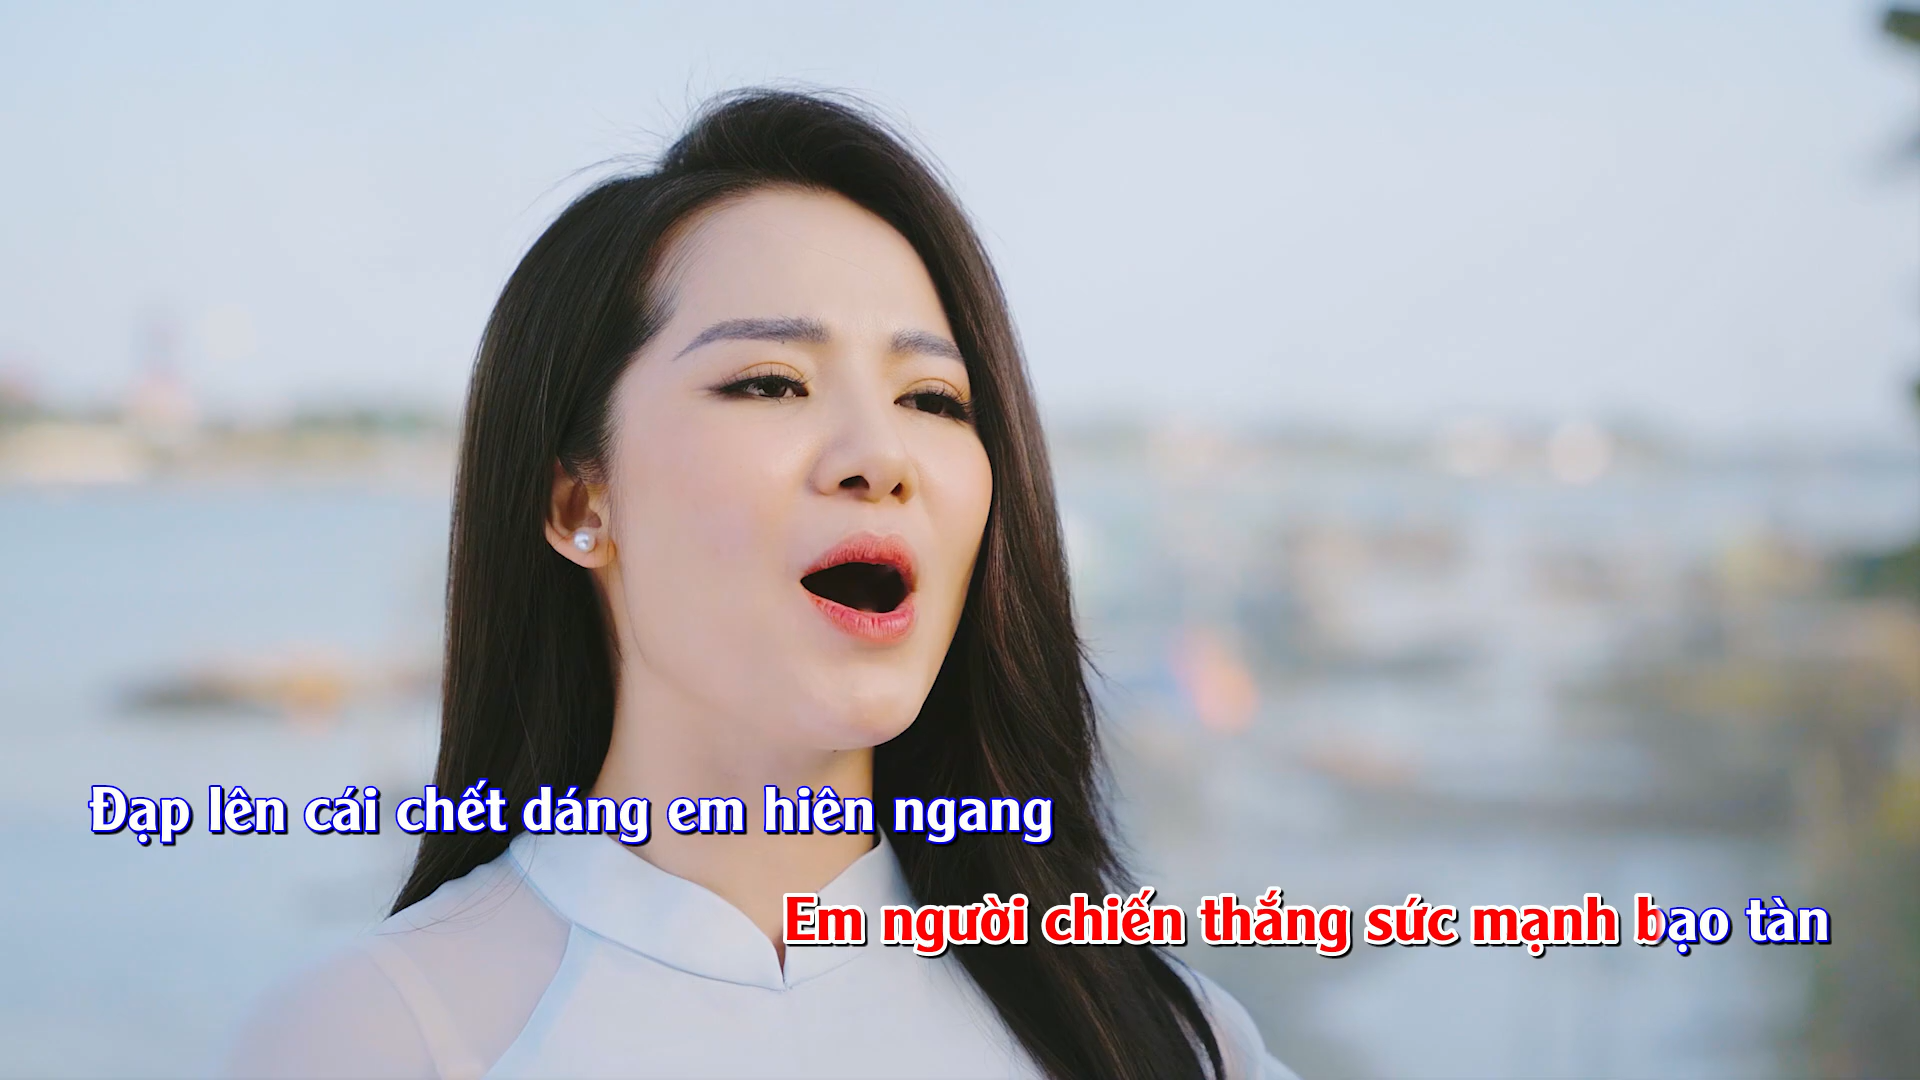 Đạp lên cái chết dáng em hiên ngang
Em người chiến thắng sức mạnh bạo tàn